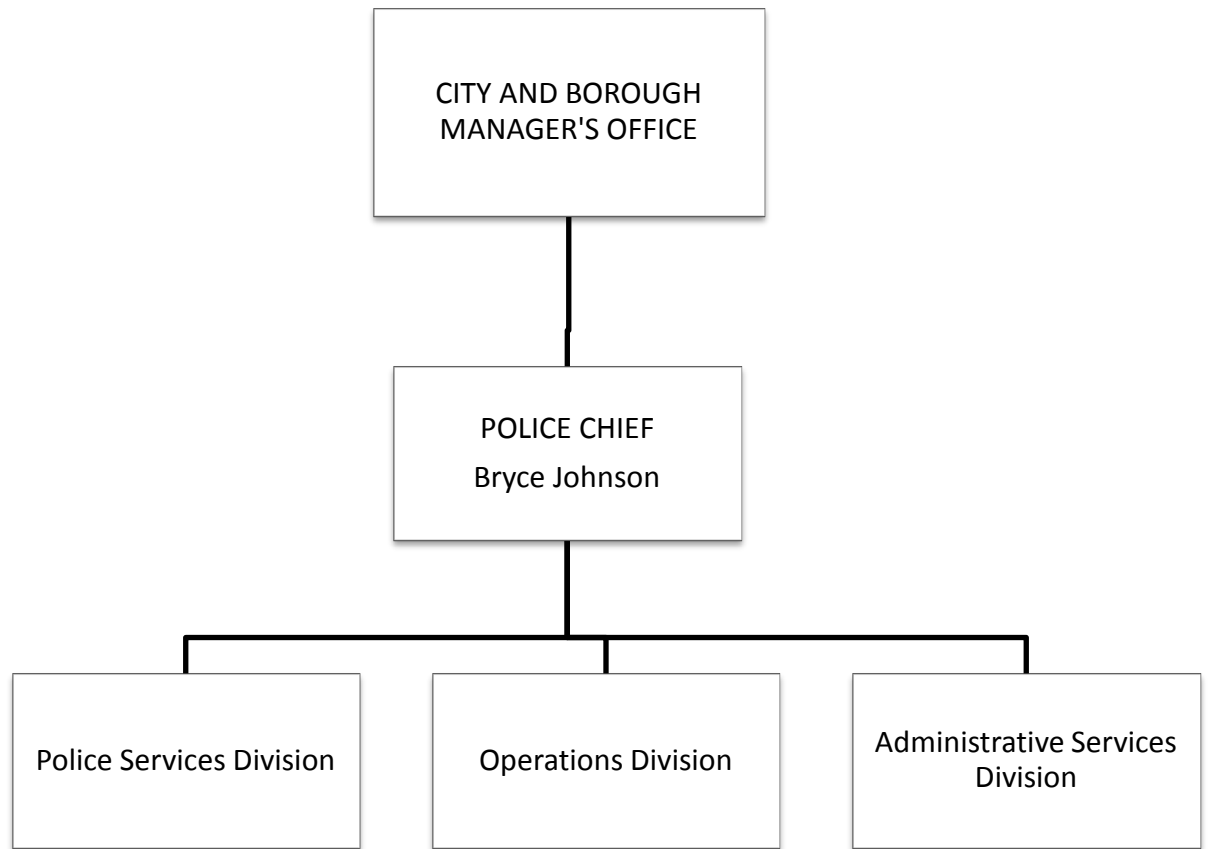 CITY AND BOROUGH
MANAGER'S OFFICE
POLICE CHIEF
Bryce Johnson
Police Services Division
Operations Division
Administrative Services
Division